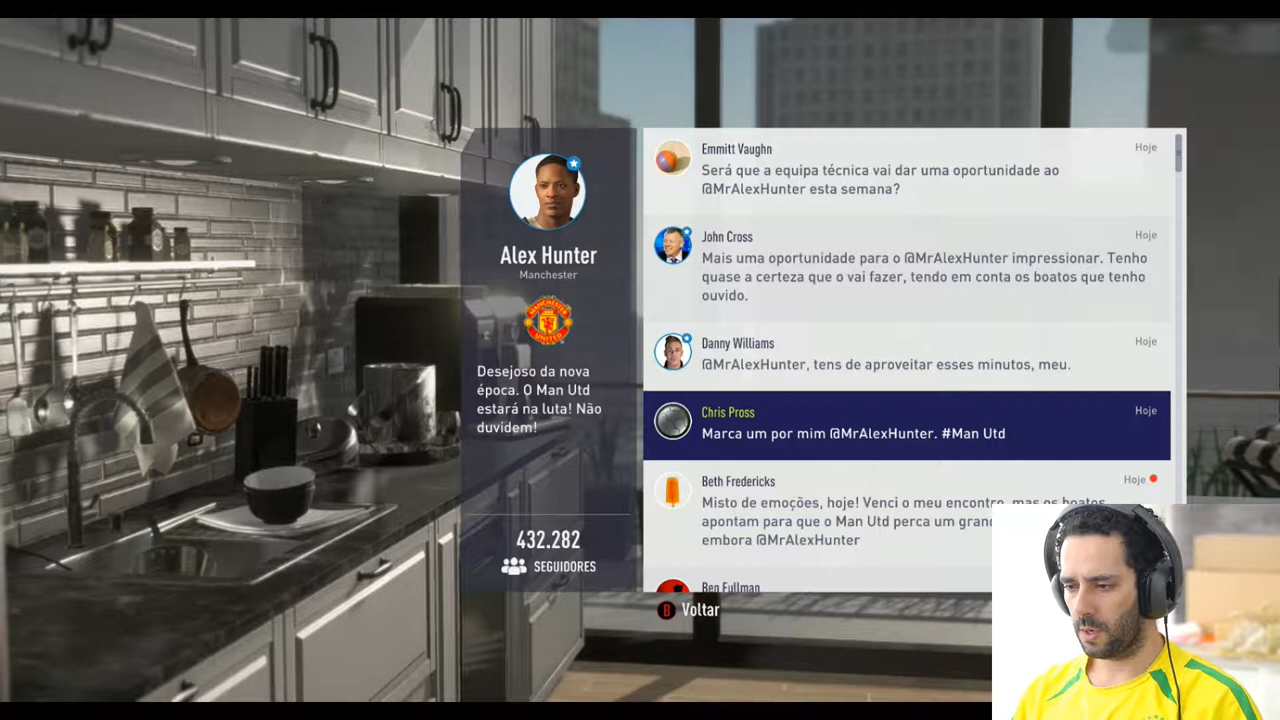 Alex Hunter
Manchester
MANCHESTER
UNITED
Desejoso da nova
época. O Man Utd
estará na luta! Não
duvidem!
432.282
SEGUIDORES
Emmitt Vaughn
Hoje
Será que a equipa técnica vai dar uma oportunidade ao
@MrAlexHunter esta semana?
John Cross
Hoje
Mais uma oportunidade para o @MrAlexHunter impressionar. Tenho
quase a certeza que o vai fazer, tendo em conta os boatos que tenho
ouvido.
Danny Williams
Hoje
@MrAlexHunter, tens de aproveitar esses minutos, meu.
Chris Pross
Hoje
Marca um por mim @MrAlexHunter. #Man Utd
Beth Fredericks
Hoje
Misto de emoções, hoje! Venci o meu encontro, mas os boatos
apontam para que o Man Utd perca um
embora @MrAlexHunter
Ben Fullman
B Voltar